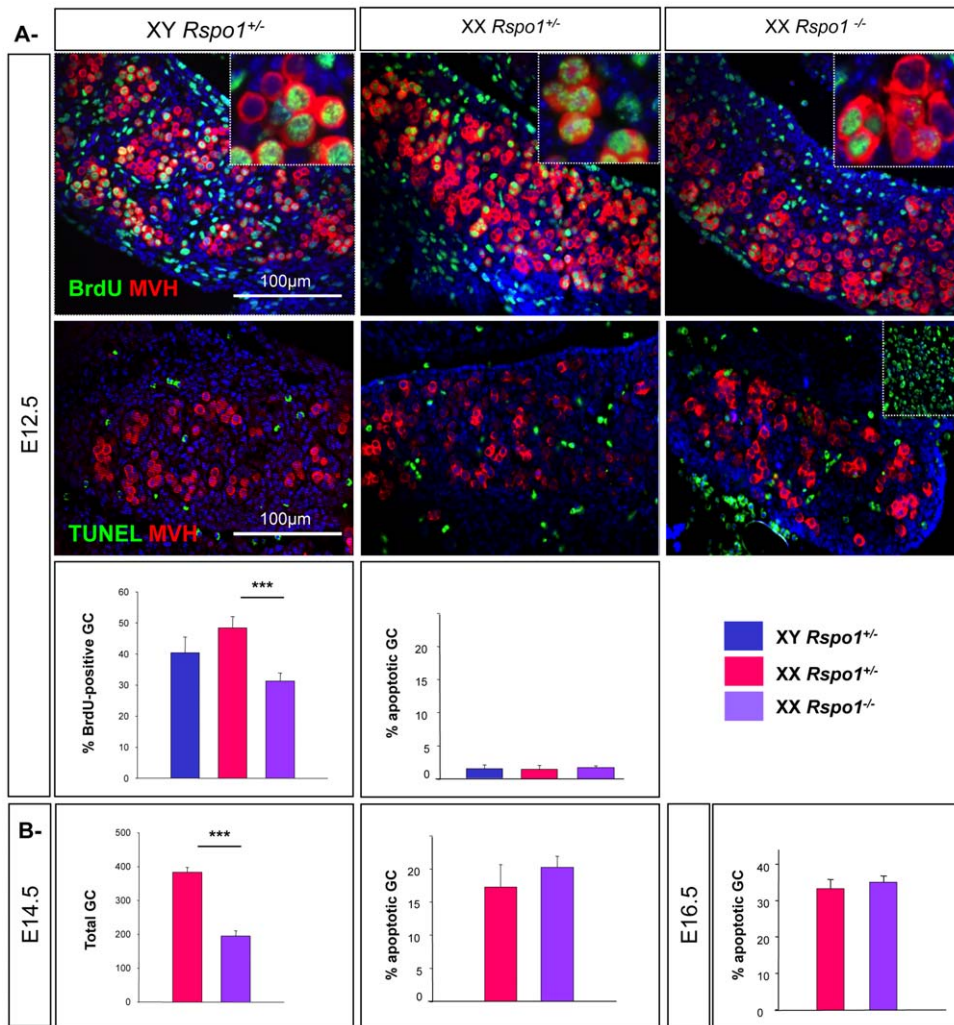 A-
XY Rspo1+/-
XX Rspo1+/-
XX Rspo1 -/-
E12.5
BrdU MVH
100µm
TUNEL MVH
100µm
***
% BrdU-positive GC
60
50
40
30
20
10
0
% apoptotic GC
20
15
10
5
0
XY Rspo1+/-
XX Rspo1+/-
XX Rspo1-/-
B-
E14.5
***
Total GC
500
400
300
200
100
0
% apoptotic GC
20
15
10
5
0
E16.5
% apoptotic GC
40
30
20
10
0